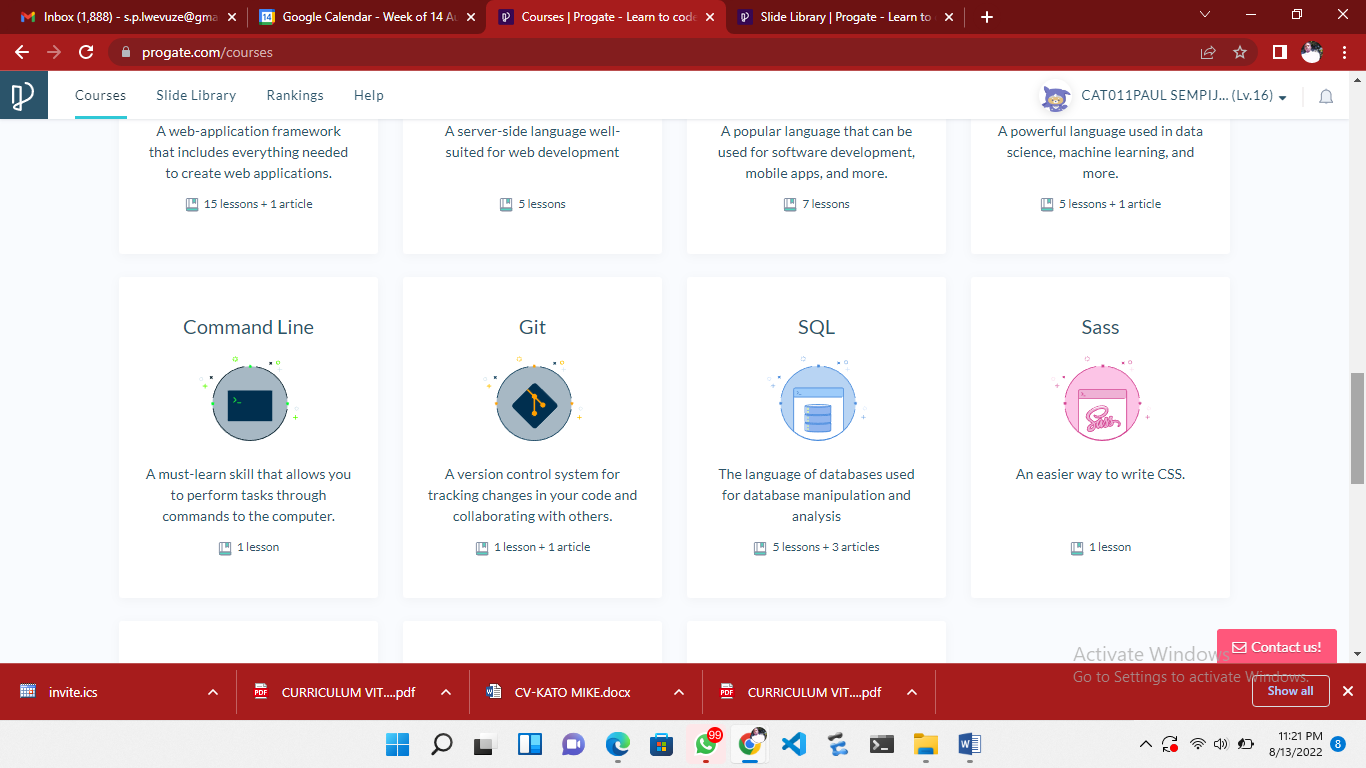 Inbox (1,888) - s.p.lwevuze@gma
Google Calendar - Week of 14 Au
Courses | Progate - Learn to code
Slide Library | Progate - Learn to
progate.com/courses
Courses
Slide Library
Rankings
Help
CAT011PAUL SEMPIJ... (Lv.16)
A web-application framework
that includes everything needed
to create web applications.
15 lessons + 1 article
A server-side language well-
suited for web development
5 lessons
A popular language that can be
used for software development,
mobile apps, and more.
7 lessons
A powerful language used in data
science, machine learning, and
more.
5 lessons + 1 article
Command Line
A must-learn skill that allows you
to perform tasks through
commands to the computer.
1 lesson
Git
A version control system for
tracking changes in your code and
collaborating with others.
1 lesson + 1 article
SQL
The language of databases used
for database manipulation and
analysis
5 lessons + 3 articles
Sass
Sass
An easier way to write CSS.
1 lesson
Contact us!
Activate Windows
Go to Settings to activate Windows.
invite.ics
PDF
CURRICULUM VIT....pdf
CV-KATO MIKE.docx
PDF
CURRICULUM VIT....pdf
Show all
99
11:21 PM
8/13/2022
8